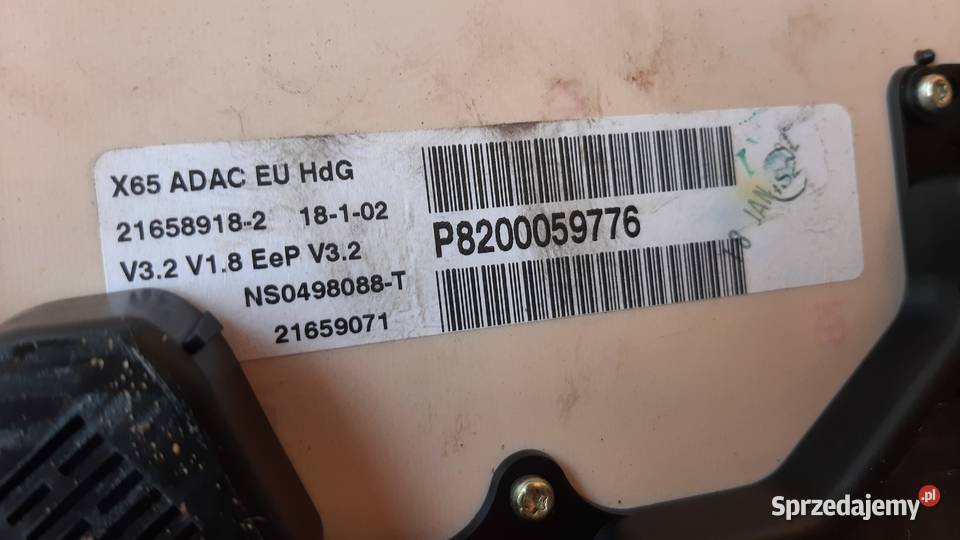 X65 ADAC EU HdG
21658918-2 18-1-02
V3.2 V1.8 EeP V3.2
NS0498088-T
21659071
P8200059776
JAN.
Sprzedajemy.pl